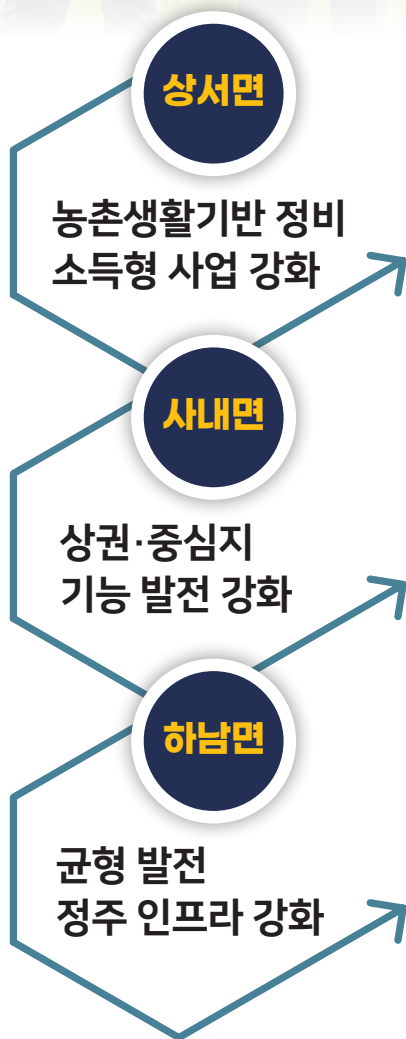 상서면
농촌생활기반 정비
소득형 사업 강화
사내면
상권·중심지
기능 발전 강화
하남면
균형 발전
정주 인프라 강화